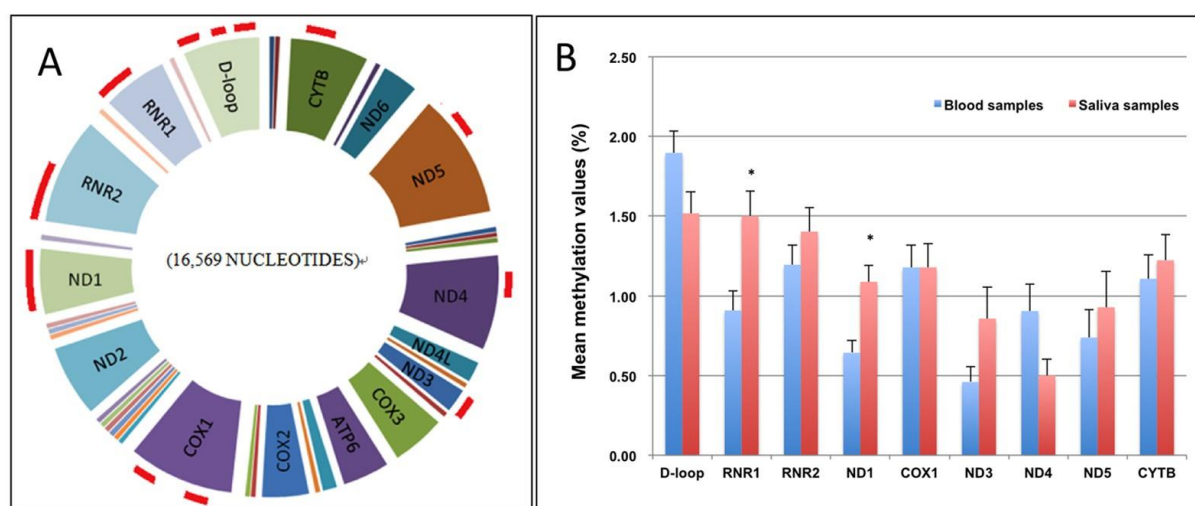 A
D-loop
CYTB
ND6
ND5
ND4
ND4L
ND3
COX3
ATP6
COX2
COX1
ND2
ND1
RNR2
RNR1
(16,569 NUCLEOTIDES)↵
B
Mean methylation values (%)
2.50
2.00
1.50
1.00
0.50
0.00
Blood samples Saliva samples
* *
D-loop RNR1 RNR2 ND1 COX1 ND3 ND4 ND5 CYTB